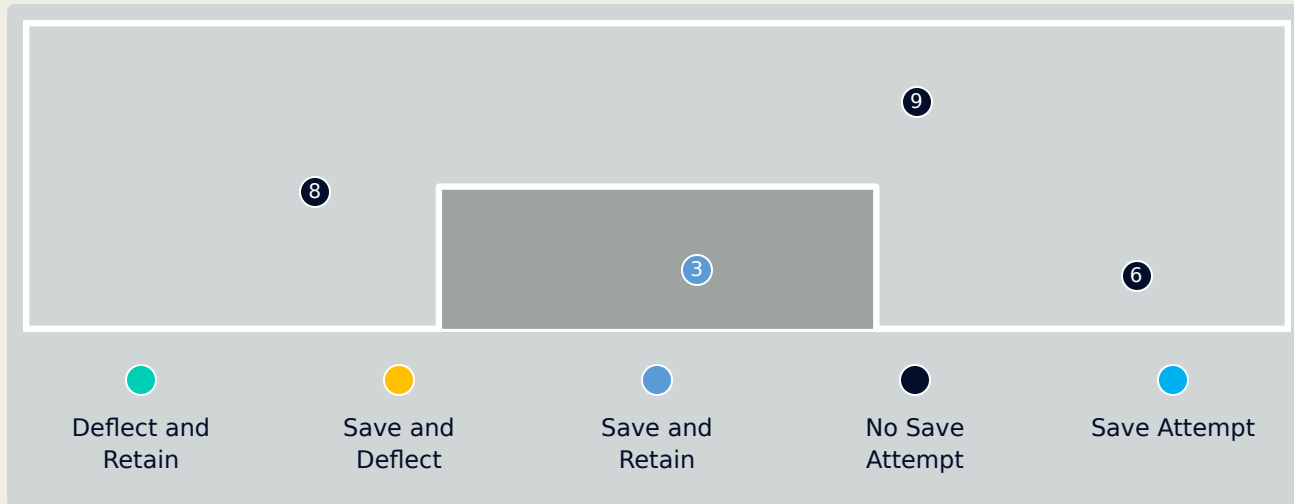 9
8
3
6
Deflect and
Retain
Save and
Deflect
Save and
Retain
No Save
Attempt
Save Attempt